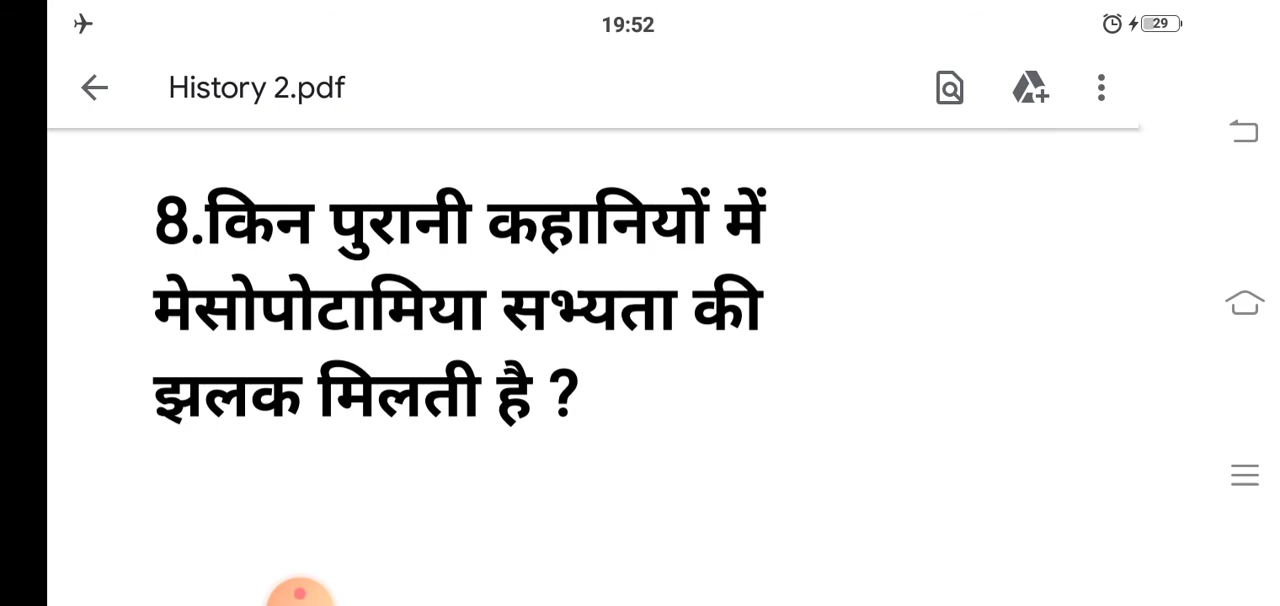 19:52
29
History 2.pdf
8.किन पुरानी कहानियों में
मेसोपोटामिया सभ्यता की
झलक मिलती है ?